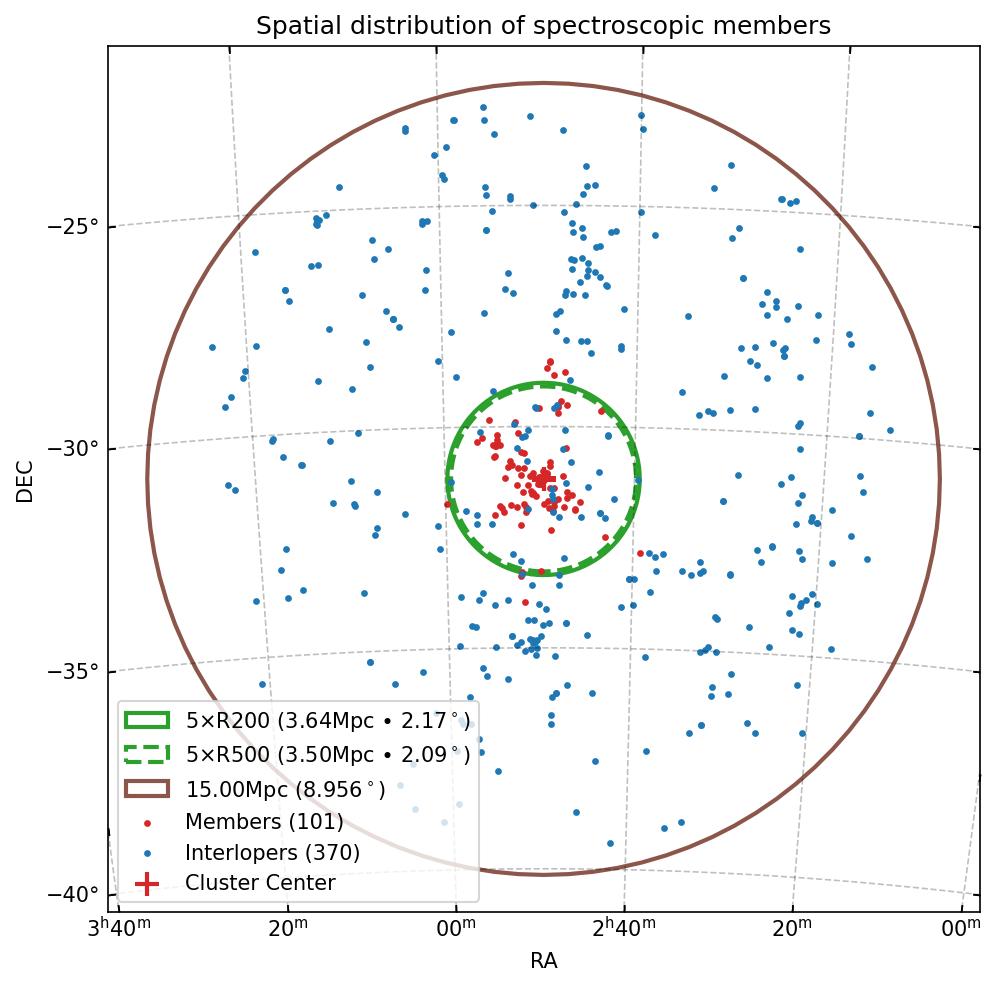 Spatial distribution of spectroscopic members
−25°
−30°
−35°
−40°
DEC
5×R200 (3.64Mpc • 2.17°)
5×R500 (3.50Mpc • 2.09°)
15.00Mpc (8.956°)
Members (101)
Interlopers (370)
Cluster Center
3ʰ40ᵐ 20ᵐ 00ᵐ 2ʰ40ᵐ 20ᵐ 00ᵐ
RA